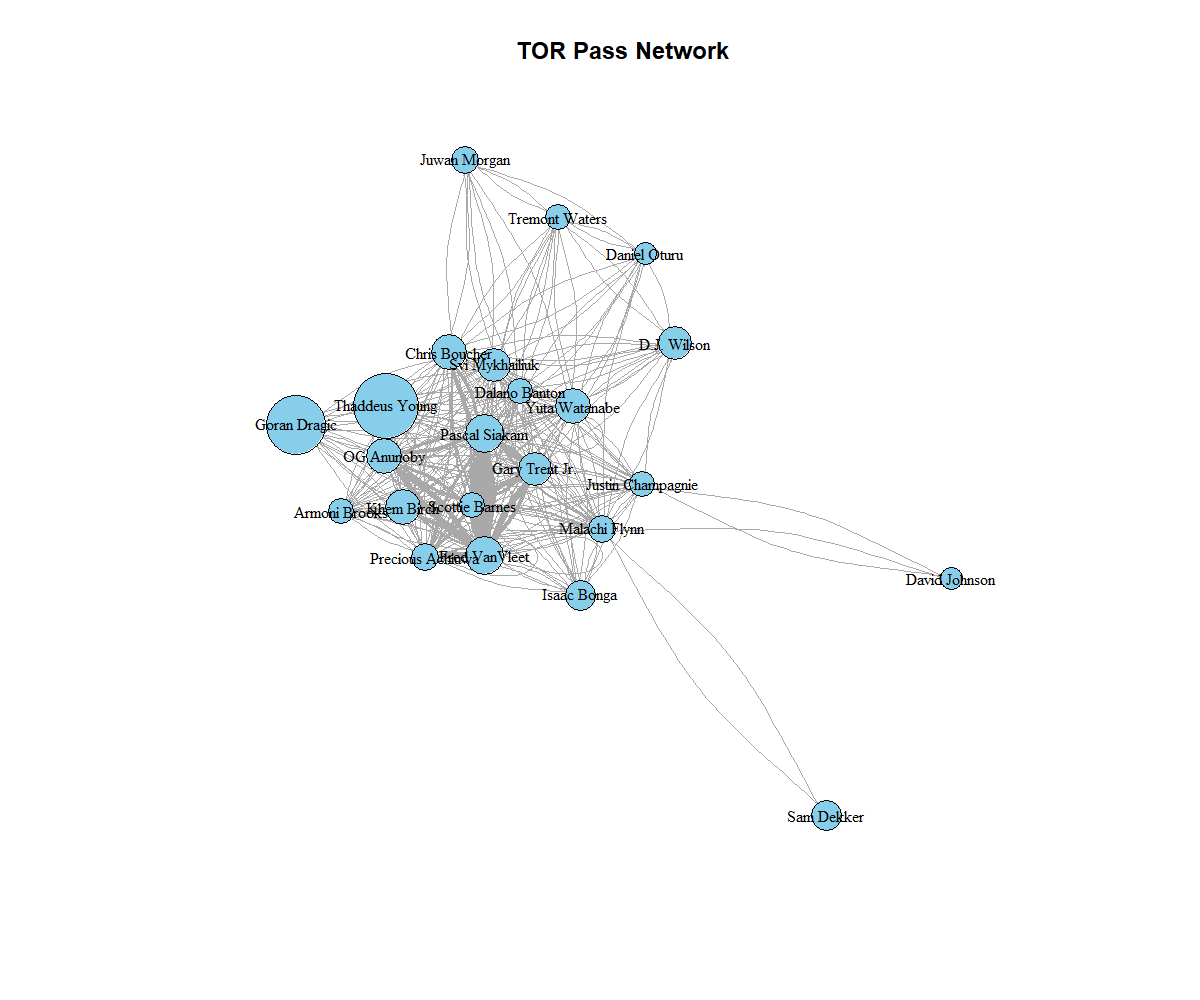 TOR Pass Network
Juwan Morgan
Tremont Waters
Daniel Oturu
D.J. Wilson
Chris Boucher
Svi Mykhailiuk
Dalano Banton
Yuta Watanabe
Thaddeus Young
Goran Dragic
Pascal Siakam
OG Anunoby
Gary Trent Jr.
Justin Champagnie
Armoni Brooks
Khem Birch
Scottie Barnes
Malachi Flynn
Precious Achiuwa
Fred VanVleet
Isaac Bonga
David Johnson
Sam Dekker